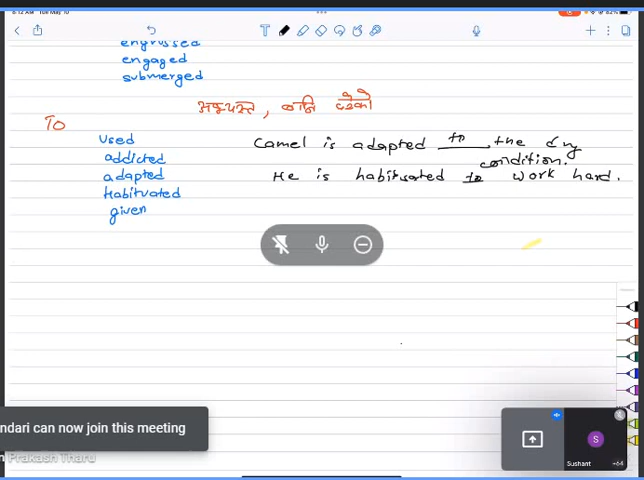 engrossed
engaged
submerged
अभ्यस्त, बानि परेको
To
used
addicted
adapted
Habituated
given
Camel is adapted to the dry
condition.
He is habituated to work hard.
ndari can now join this meeting
Prakash Tharu
S
Sushant
+64